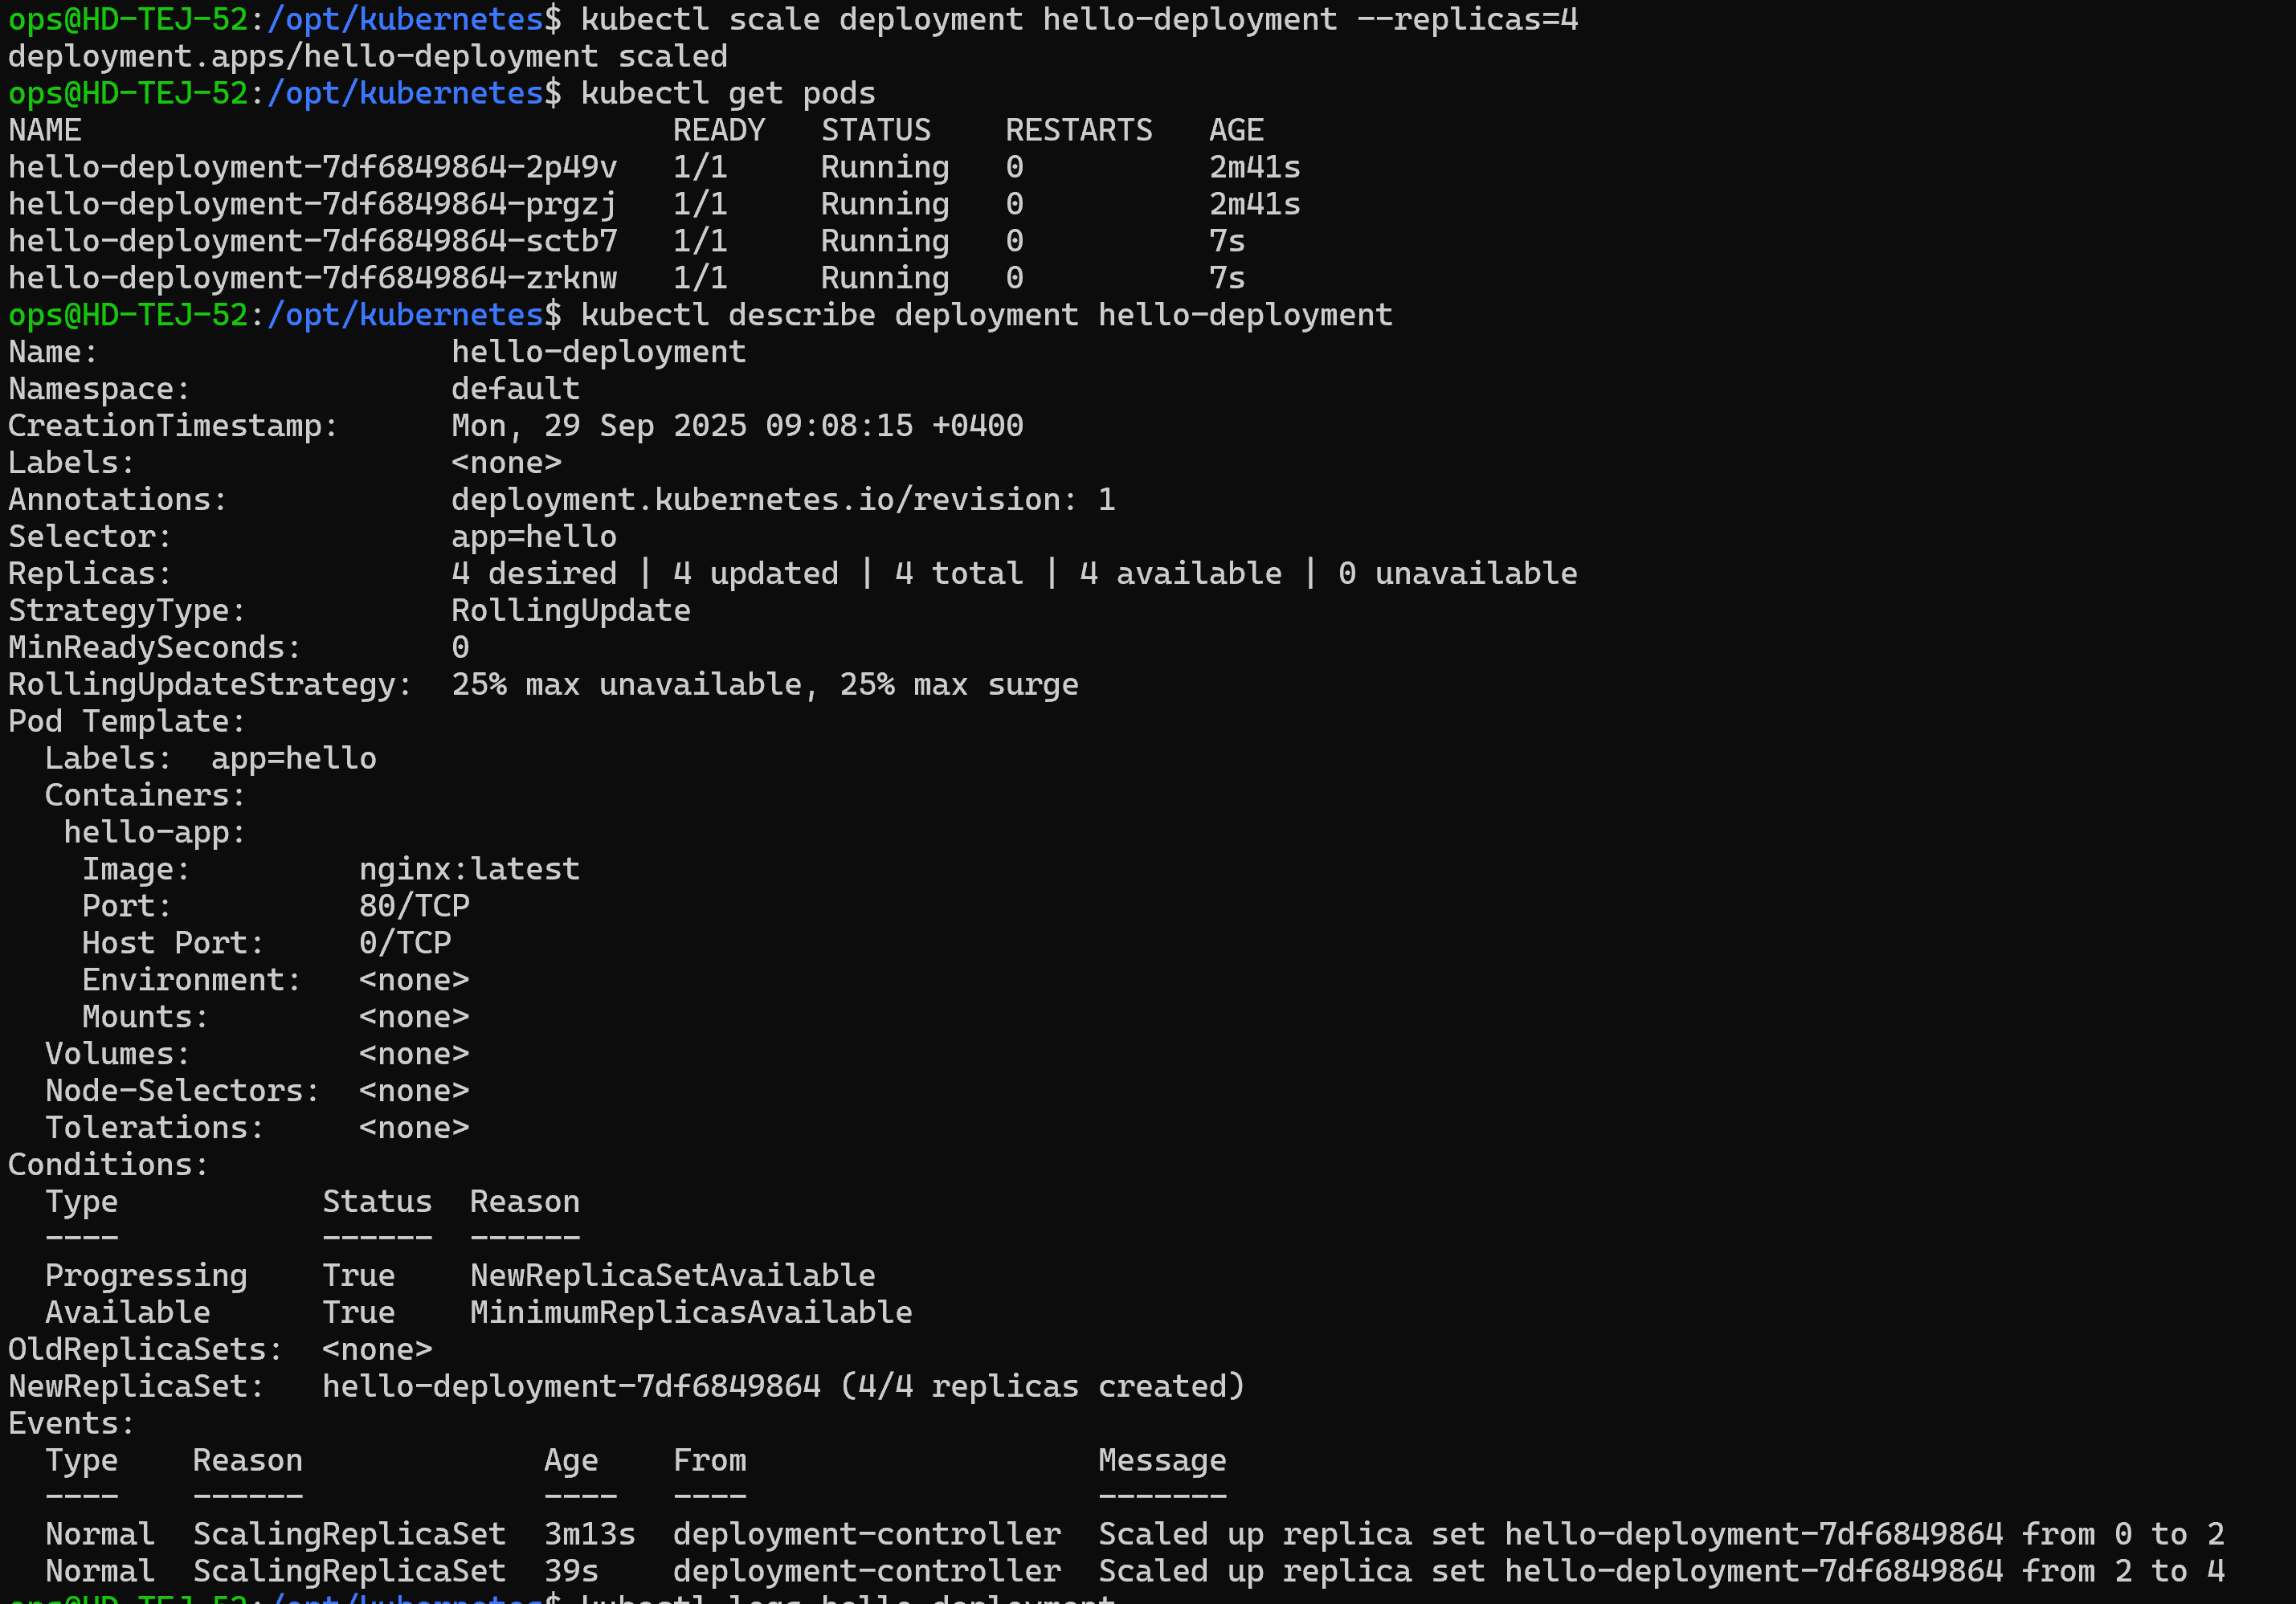 ops@HD-TEJ-52:/opt/kubernetes$ kubectl scale deployment hello-deployment --replicas=4
deployment.apps/hello-deployment scaled
ops@HD-TEJ-52:/opt/kubernetes$ kubectl get pods
NAME                                READY   STATUS    RESTARTS   AGE
hello-deployment-7df6849864-2p49v   1/1     Running   0          2m41s
hello-deployment-7df6849864-prgzj   1/1     Running   0          2m41s
hello-deployment-7df6849864-sctb7   1/1     Running   0          7s
hello-deployment-7df6849864-zrknw   1/1     Running   0          7s
ops@HD-TEJ-52:/opt/kubernetes$ kubectl describe deployment hello-deployment
Name:                   hello-deployment
Namespace:              default
CreationTimestamp:      Mon, 29 Sep 2025 09:08:15 +0400
Labels:                 <none>
Annotations:            deployment.kubernetes.io/revision: 1
Selector:               app=hello
Replicas:               4 desired | 4 updated | 4 total | 4 available | 0 unavailable
StrategyType:           RollingUpdate
MinReadySeconds:        0
RollingUpdateStrategy:  25% max unavailable, 25% max surge
Pod Template:
  Labels:  app=hello
  Containers:
   hello-app:
    Image:         nginx:latest
    Port:          80/TCP
    Host Port:     0/TCP
    Environment:   <none>
    Mounts:        <none>
  Volumes:         <none>
  Node-Selectors:  <none>
  Tolerations:     <none>
Conditions:
  Type           Status  Reason
  ----           ------  ------
  Progressing    True    NewReplicaSetAvailable
  Available      True    MinimumReplicasAvailable
OldReplicaSets:  <none>
NewReplicaSet:   hello-deployment-7df6849864 (4/4 replicas created)
Events:
  Type    Reason             Age    From                   Message
  ----    ------             ----   ----                   -------
  Normal  ScalingReplicaSet  3m13s  deployment-controller  Scaled up replica set hello-deployment-7df6849864 from 0 to 2
  Normal  ScalingReplicaSet  39s    deployment-controller  Scaled up replica set hello-deployment-7df6849864 from 2 to 4
ops@HD-TEJ-52:/opt/kubernetes$ kubectl logs hello-deployment